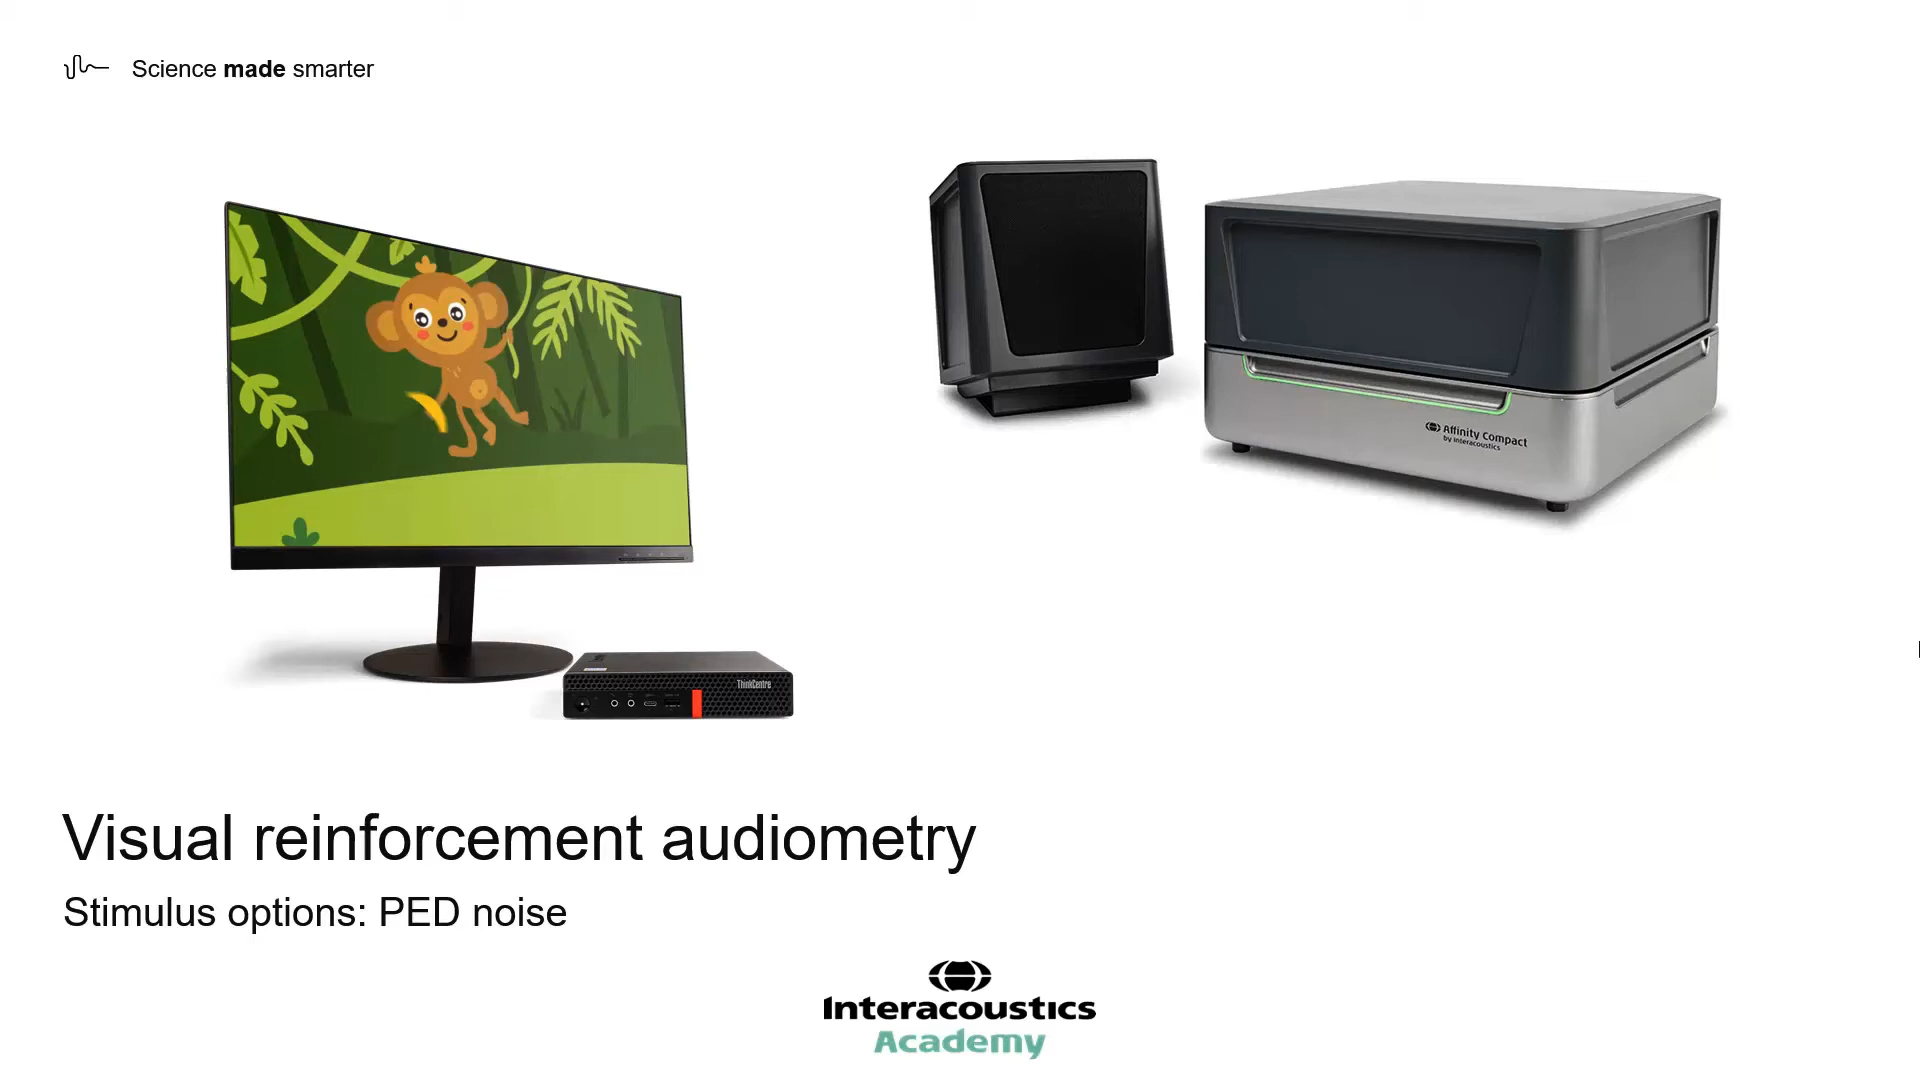 Science made smarter
Affinity Compact
by Interacoustics
ThinkCentre
Visual reinforcement audiometry
Stimulus options: PED noise
Interacoustics
Academy